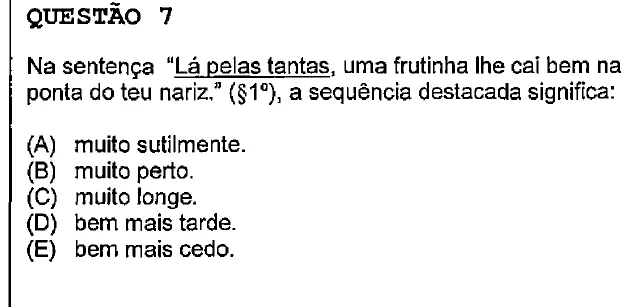 QUESTÃO 7
Na sentença "Lá pelas tantas, uma frutinha lhe cai bem na
ponta do teu nariz." (§1º), a sequência destacada significa:
(A) muito sutilmente.
(B) muito perto.
(C) muito longe.
(D) bem mais tarde.
(E) bem mais cedo.